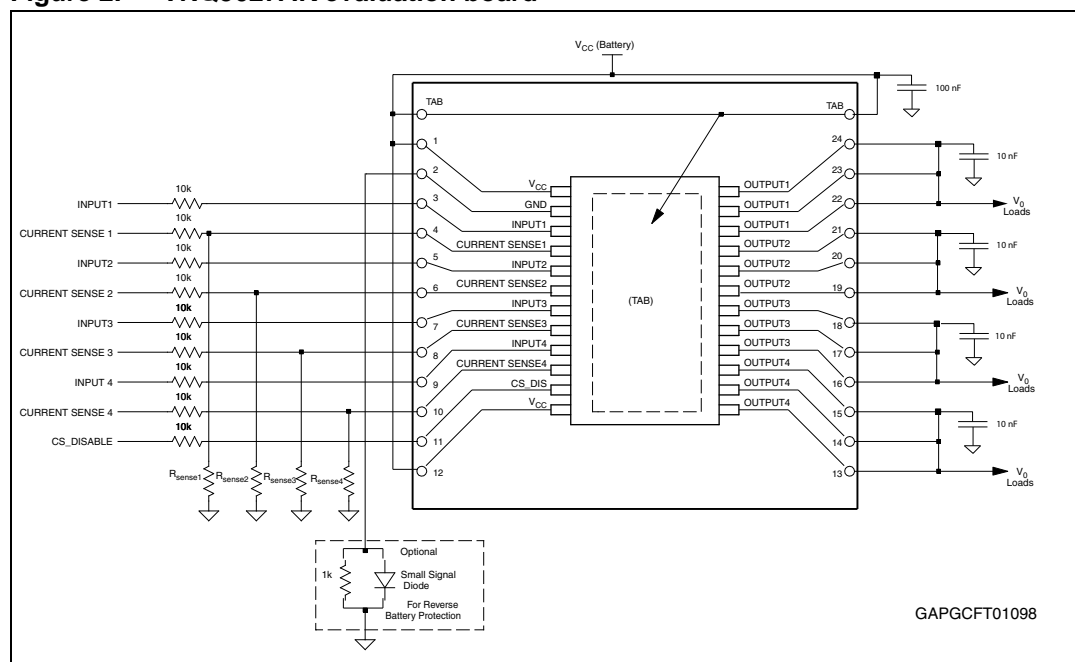 V_CC (Battery)
100 nF
TAB
TAB
1
24
10 nF
2
23
V_CC
OUTPUT1
10k
GND
OUTPUT1
INPUT1
3
INPUT1
OUTPUT1
22
V_0
Loads
10k
CURRENT SENSE 1
4
CURRENT SENSE1
OUTPUT2
21
10 nF
10k
INPUT2
5
INPUT2
OUTPUT2
20
10k
CURRENT SENSE 2
6
CURRENT SENSE2
OUTPUT2
19
V_0
Loads
(TAB)
10k
INPUT3
7
INPUT3
OUTPUT3
18
10 nF
10k
CURRENT SENSE 3
8
CURRENT SENSE3
OUTPUT3
17
10k
INPUT 4
9
INPUT4
OUTPUT3
16
V_0
Loads
10k
CURRENT SENSE 4
10
CURRENT SENSE4
OUTPUT4
15
10 nF
10k
CS_DISABLE
11
CS_DIS
OUTPUT4
14
12
V_CC
OUTPUT4
13
V_0
Loads
R_sense1 R_sense2 R_sense3 R_sense4
Optional
1k
Small Signal
Diode
For Reverse
Battery Protection
GAPGCFT01098